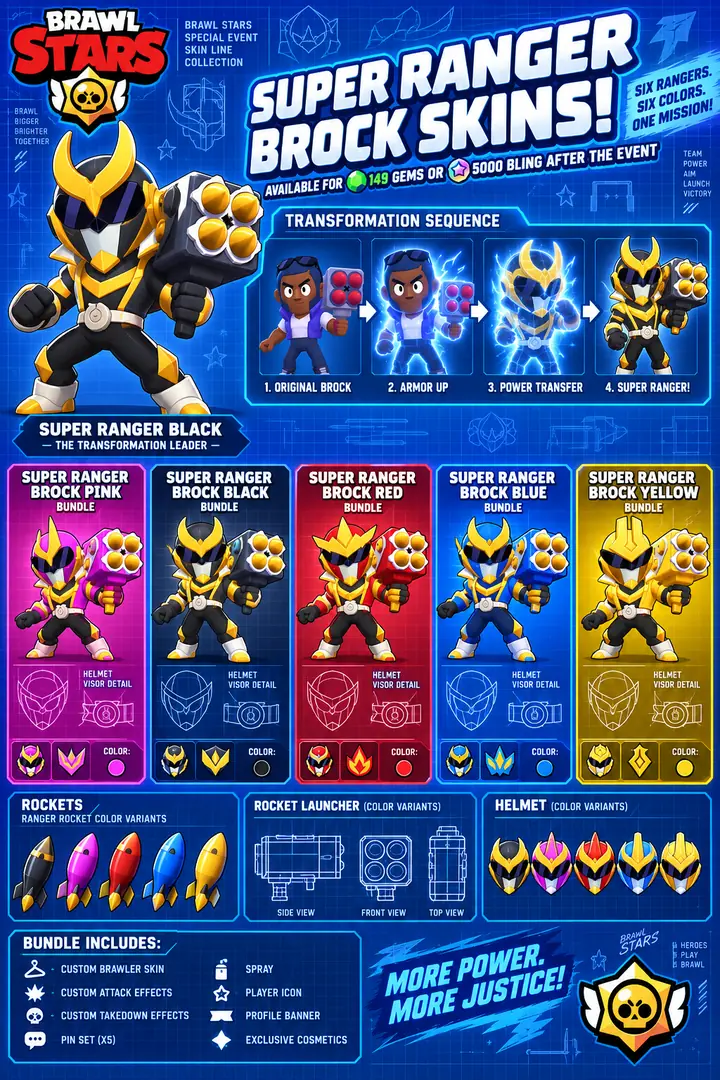 BRAWL
STARS
BRAWL STARS
SPECIAL EVENT
SKIN LINE
COLLECTION
BRAWL
BIGGER
BRIGHTER
TOGETHER
SUPER RANGER
BROCK SKINS!
SIX RANGERS.
SIX COLORS.
ONE MISSION!
AVAILABLE FOR 149 GEMS OR 5000 BLING AFTER THE EVENT
TEAM
POWER
AIM
LAUNCH
VICTORY
TRANSFORMATION SEQUENCE
1. ORIGINAL BROCK
2. ARMOR UP
3. POWER TRANSFER
4. SUPER RANGER!
SUPER RANGER BLACK
— THE TRANSFORMATION LEADER —
SUPER RANGER
BROCK PINK
BUNDLE
HELMET
VISOR DETAIL
COLOR:
SUPER RANGER
BROCK BLACK
BUNDLE
HELMET
VISOR DETAIL
COLOR:
SUPER RANGER
BROCK RED
BUNDLE
HELMET
VISOR DETAIL
COLOR:
SUPER RANGER
BROCK BLUE
BUNDLE
HELMET
VISOR DETAIL
COLOR:
SUPER RANGER
BROCK YELLOW
BUNDLE
HELMET
VISOR DETAIL
COLOR:
ROCKETS
RANGER ROCKET COLOR VARIANTS
ROCKET LAUNCHER (COLOR VARIANTS)
SIDE VIEW
FRONT VIEW
TOP VIEW
HELMET (COLOR VARIANTS)
BUNDLE INCLUDES:
- CUSTOM BRAWLER SKIN
- CUSTOM ATTACK EFFECTS
- CUSTOM TAKEDOWN EFFECTS
- PIN SET (X5)
SPRAY
PLAYER ICON
PROFILE BANNER
EXCLUSIVE COSMETICS
MORE POWER.
MORE JUSTICE!
BRAWL
STARS
HEROES
PLAY
BRAWL